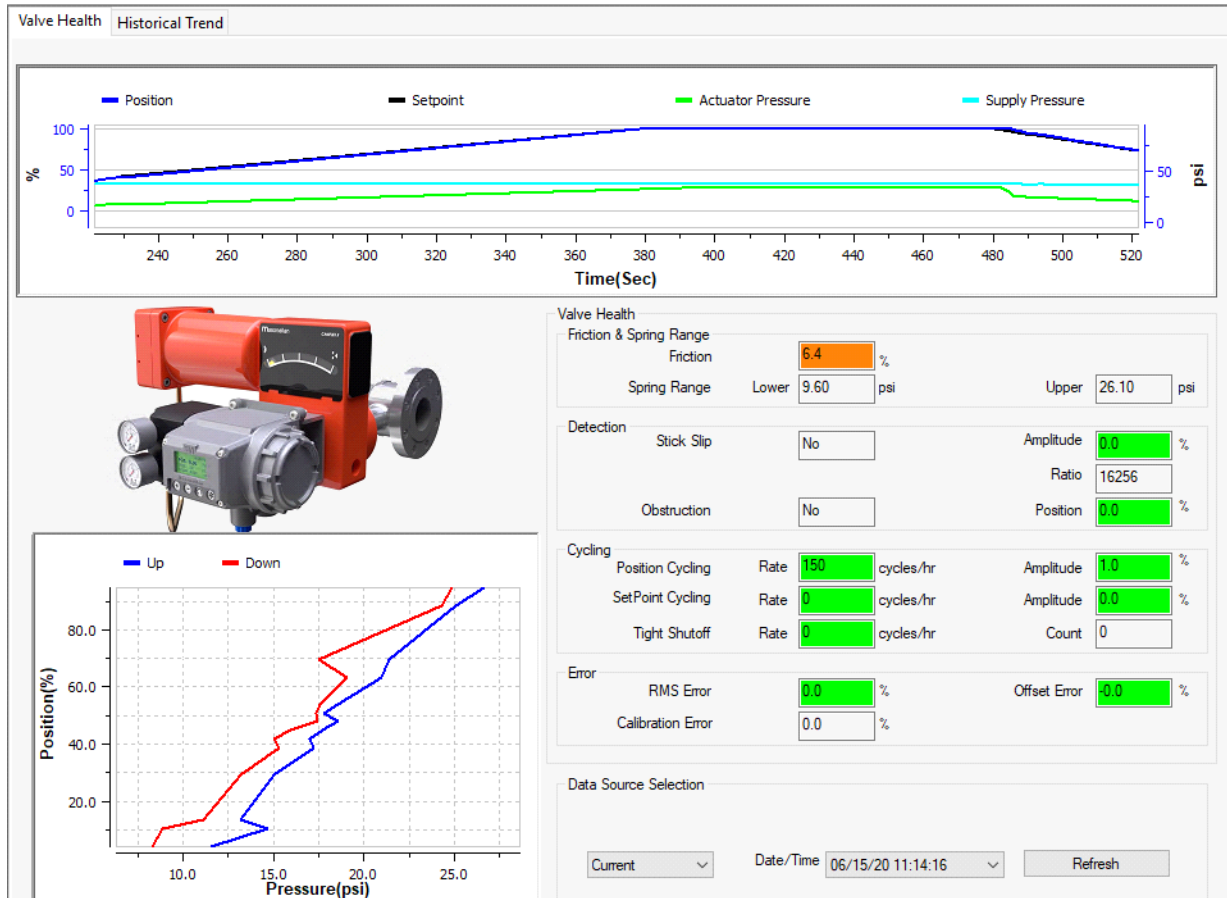 Valve Health Historical Trend
Position Setpoint Actuator Pressure Supply Pressure
100
50
0
%
50
0
psi
240 260 280 300 320 340 360 380 400 420 440 460 480 500 520
Time(Sec)
Masoneilan
Valve Health
Friction & Spring Range
Friction 6.4 %
Spring Range Lower 9.60 psi Upper 26.10 psi
Detection
Stick Slip No Amplitude 0.0 %
Ratio 16256
Obstruction No Position 0.0 %
Cycling
Position Cycling Rate 150 cycles/hr Amplitude 1.0 %
SetPoint Cycling Rate 0 cycles/hr Amplitude 0.0 %
Tight Shutoff Rate 0 cycles/hr Count 0
Error
RMS Error 0.0 % Offset Error -0.0 %
Calibration Error 0.0 %
Up Down
80.0
60.0
40.0
20.0
Position(%)
10.0 15.0 20.0 25.0
Pressure(psi)
Data Source Selection
Current Date/Time 06/15/20 11:14:16 Refresh